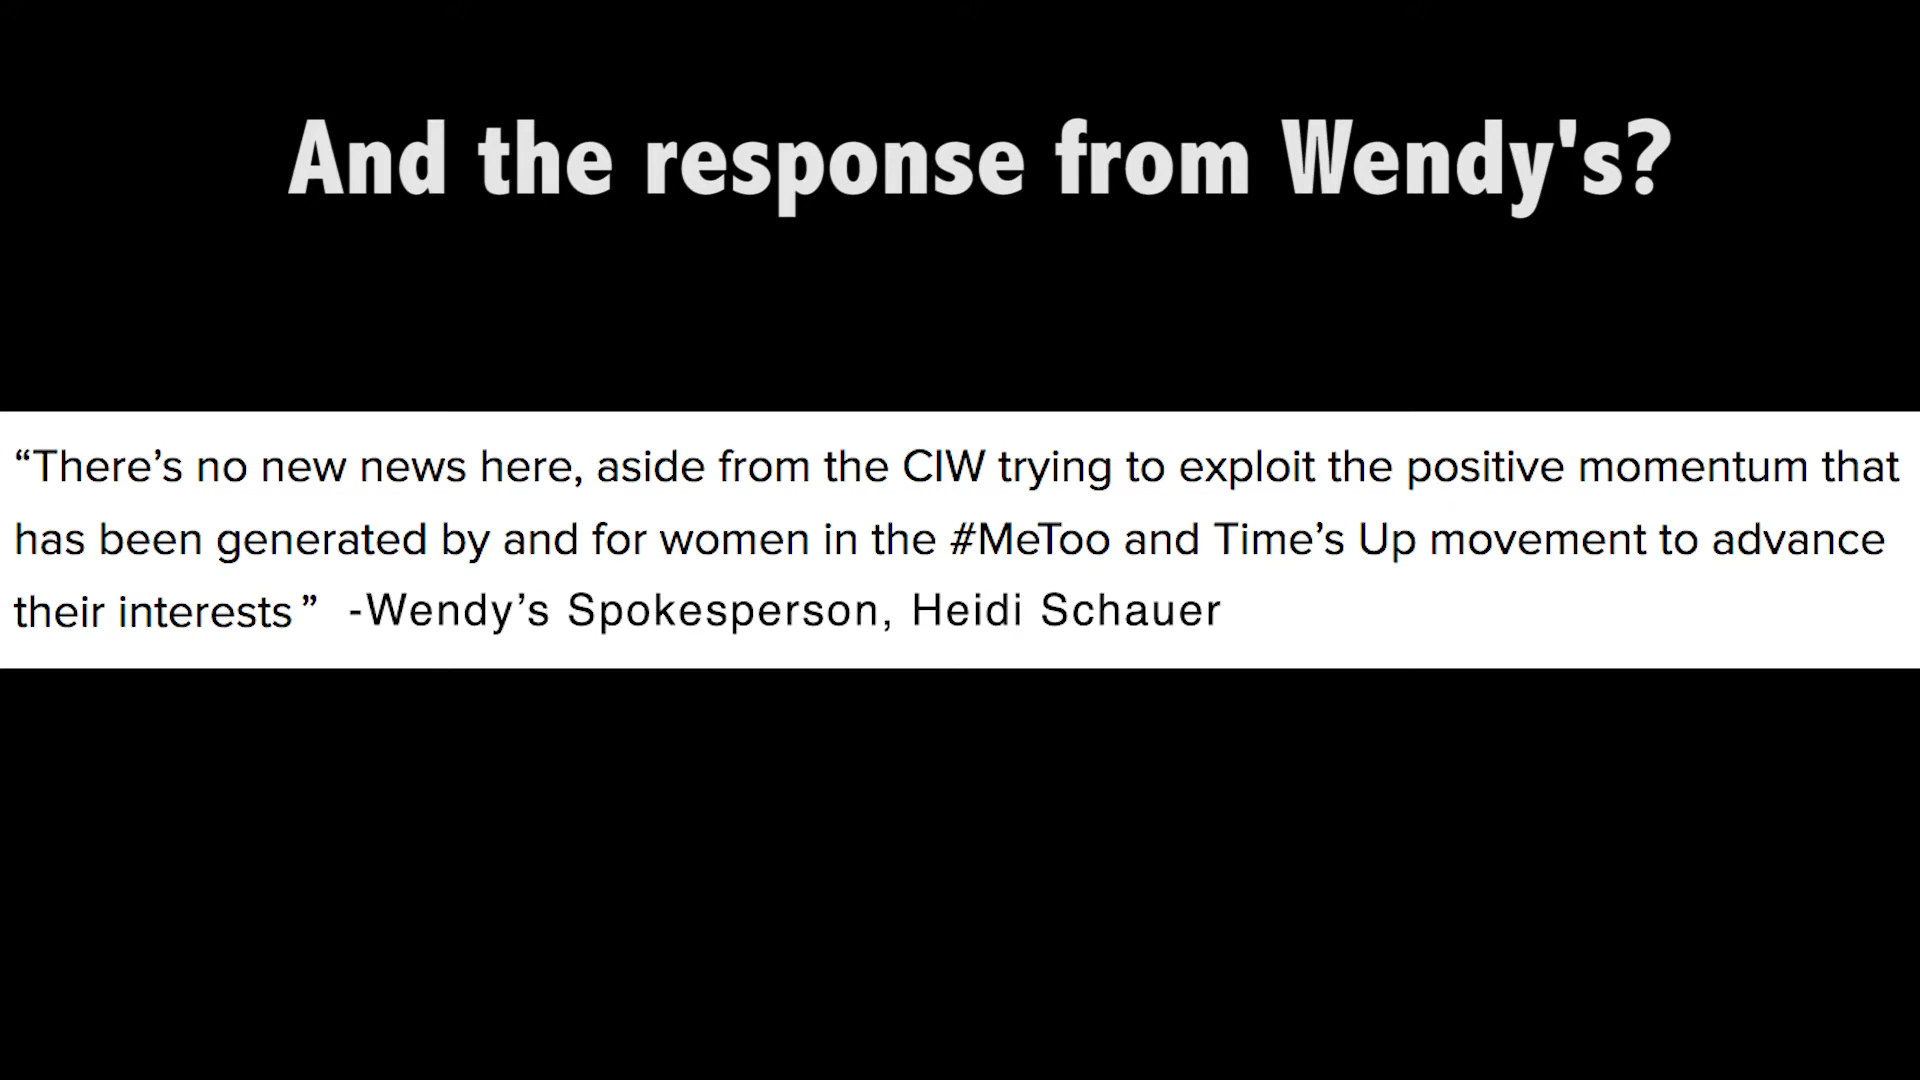 And the response from Wendy's?
“There’s no new news here, aside from the CIW trying to exploit the positive momentum that
has been generated by and for women in the #MeToo and Time’s Up movement to advance
their interests ” -Wendy’s Spokesperson, Heidi Schauer